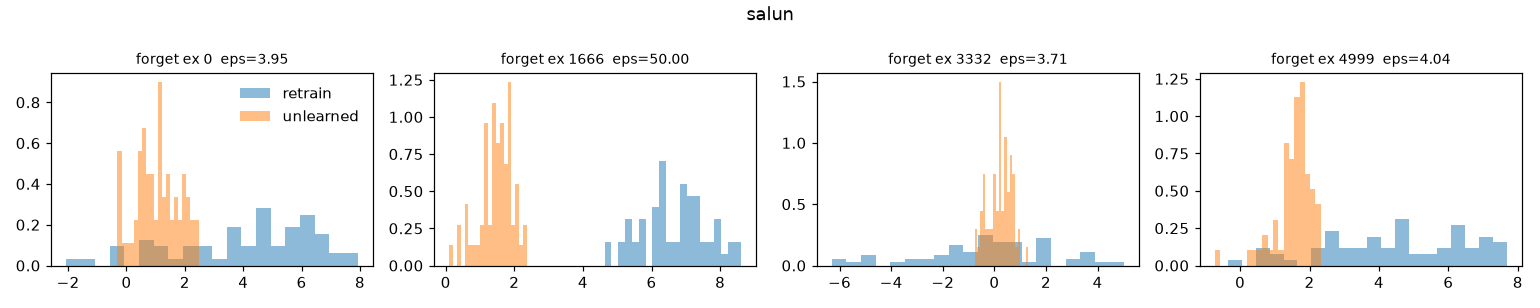 salun
forget ex 0  eps=3.95
forget ex 1666  eps=50.00
forget ex 3332  eps=3.71
forget ex 4999  eps=4.04
retrain
unlearned
0.8
0.6
0.4
0.2
0.0
−2 0 2 4 6 8
1.25
1.00
0.75
0.50
0.25
0.00
0 2 4 6 8
1.5
1.0
0.5
0.0
−6 −4 −2 0 2 4
1.25
1.00
0.75
0.50
0.25
0.00
0 2 4 6 8